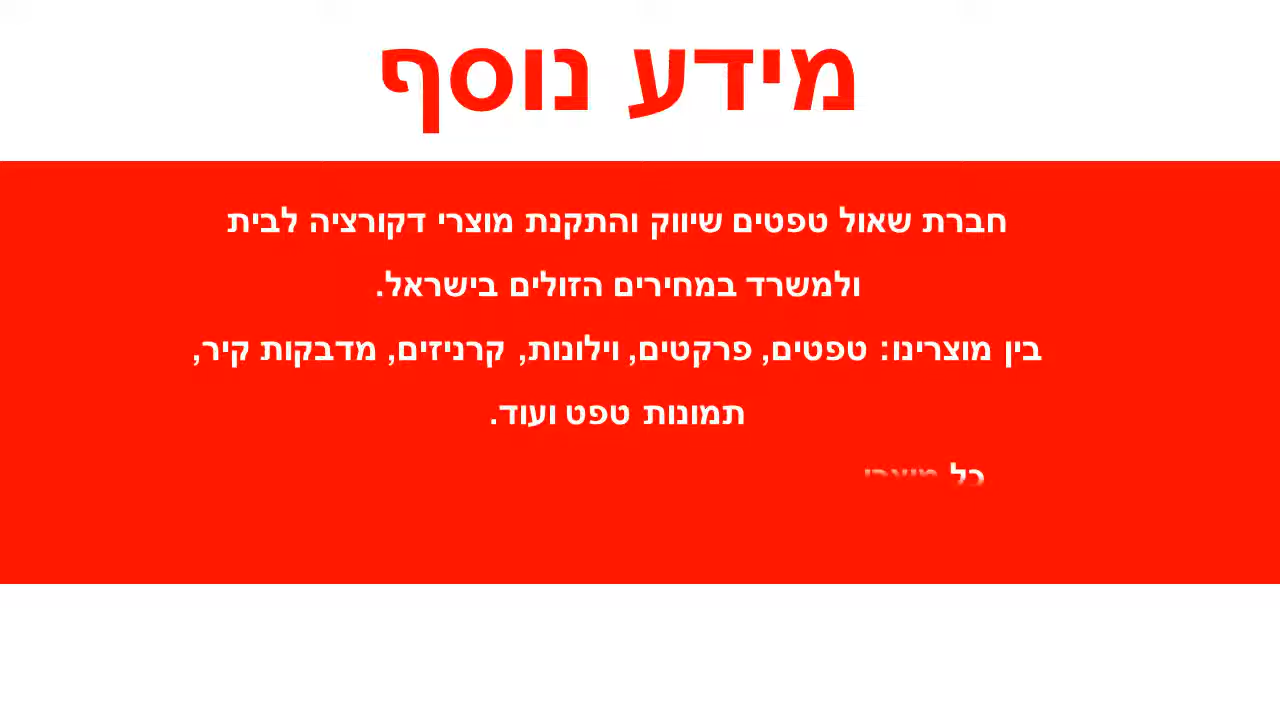 מידע נוסף
חברת שאול טפטים שיווק והתקנת מוצרי דקורציה לבית
ולמשרד במחירים הזולים בישראל.
בין מוצרינו: טפטים, פרקטים, וילונות, קרניזים, מדבקות קיר,
תמונות טפט ועוד.
כל